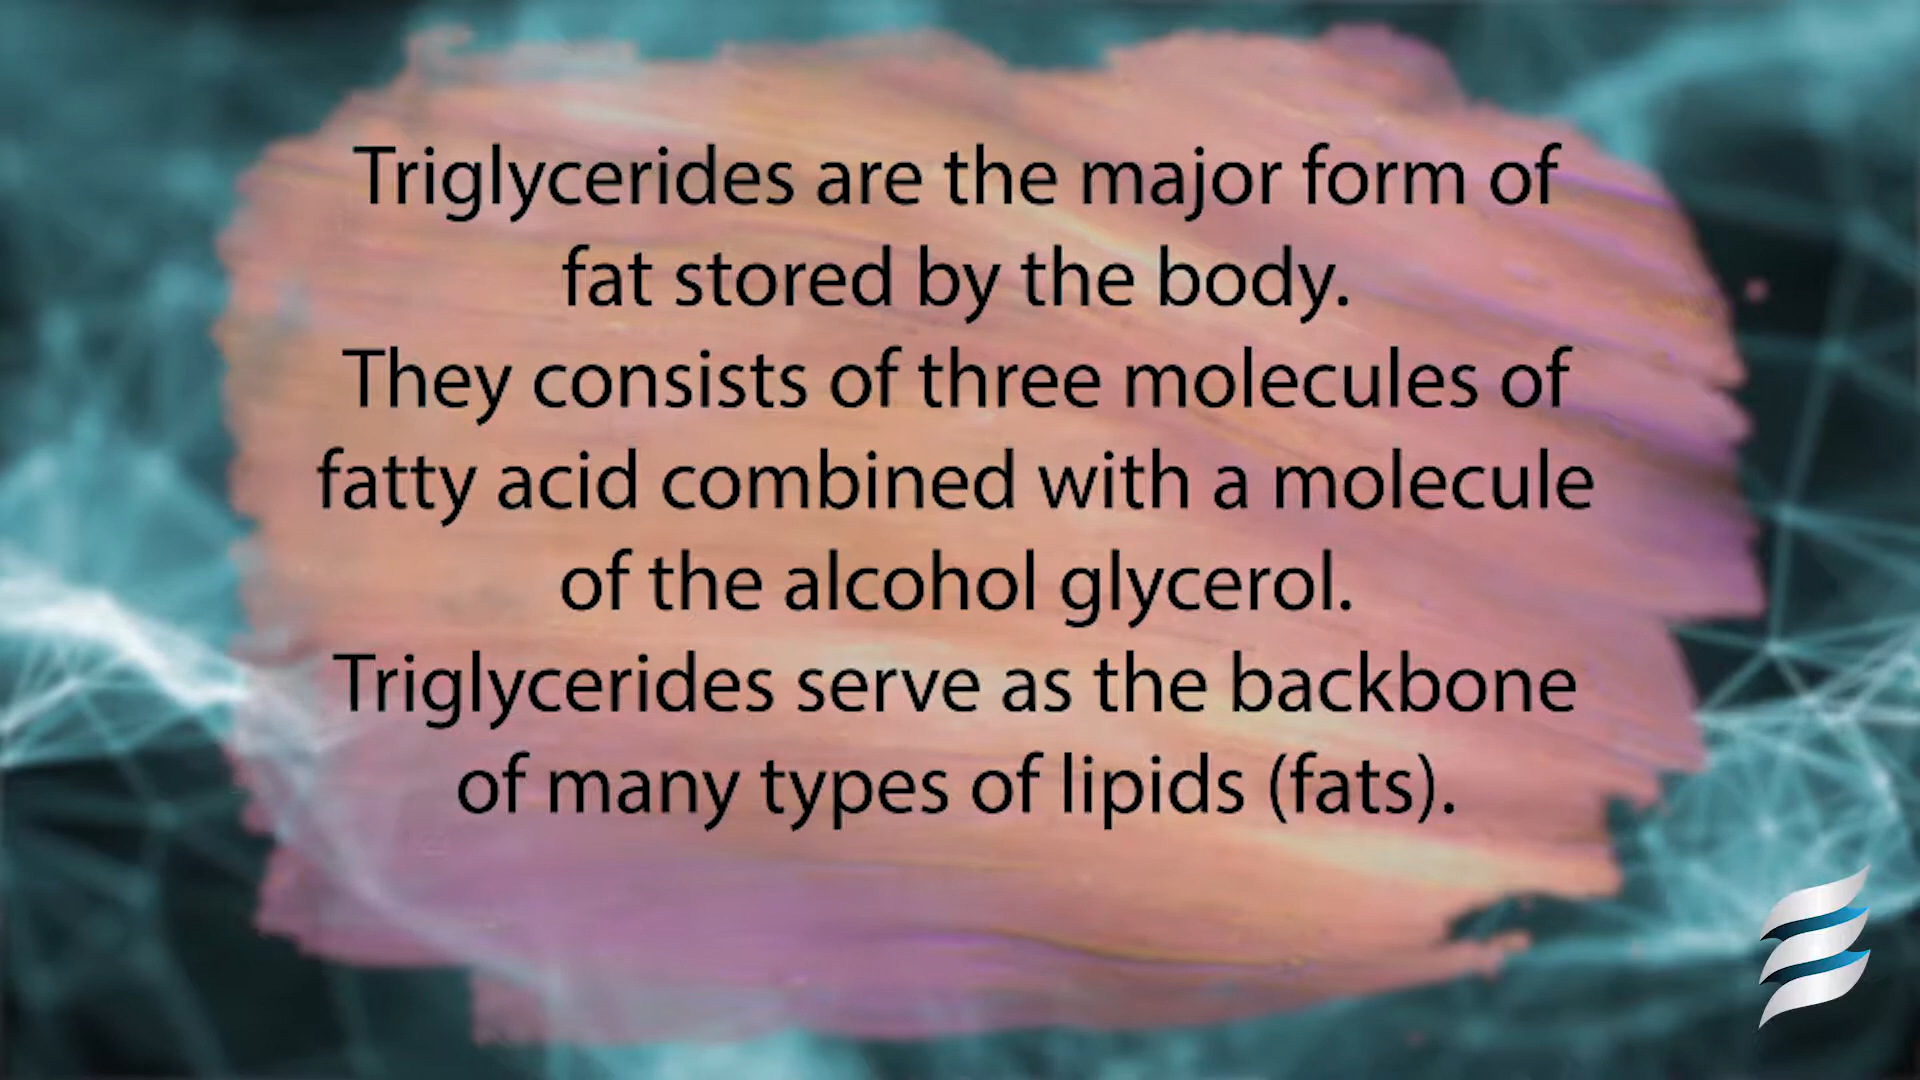 Triglycerides are the major form of
fat stored by the body.
They consists of three molecules of
fatty acid combined with a molecule
of the alcohol glycerol.
Triglycerides serve as the backbone
of many types of lipids (fats).